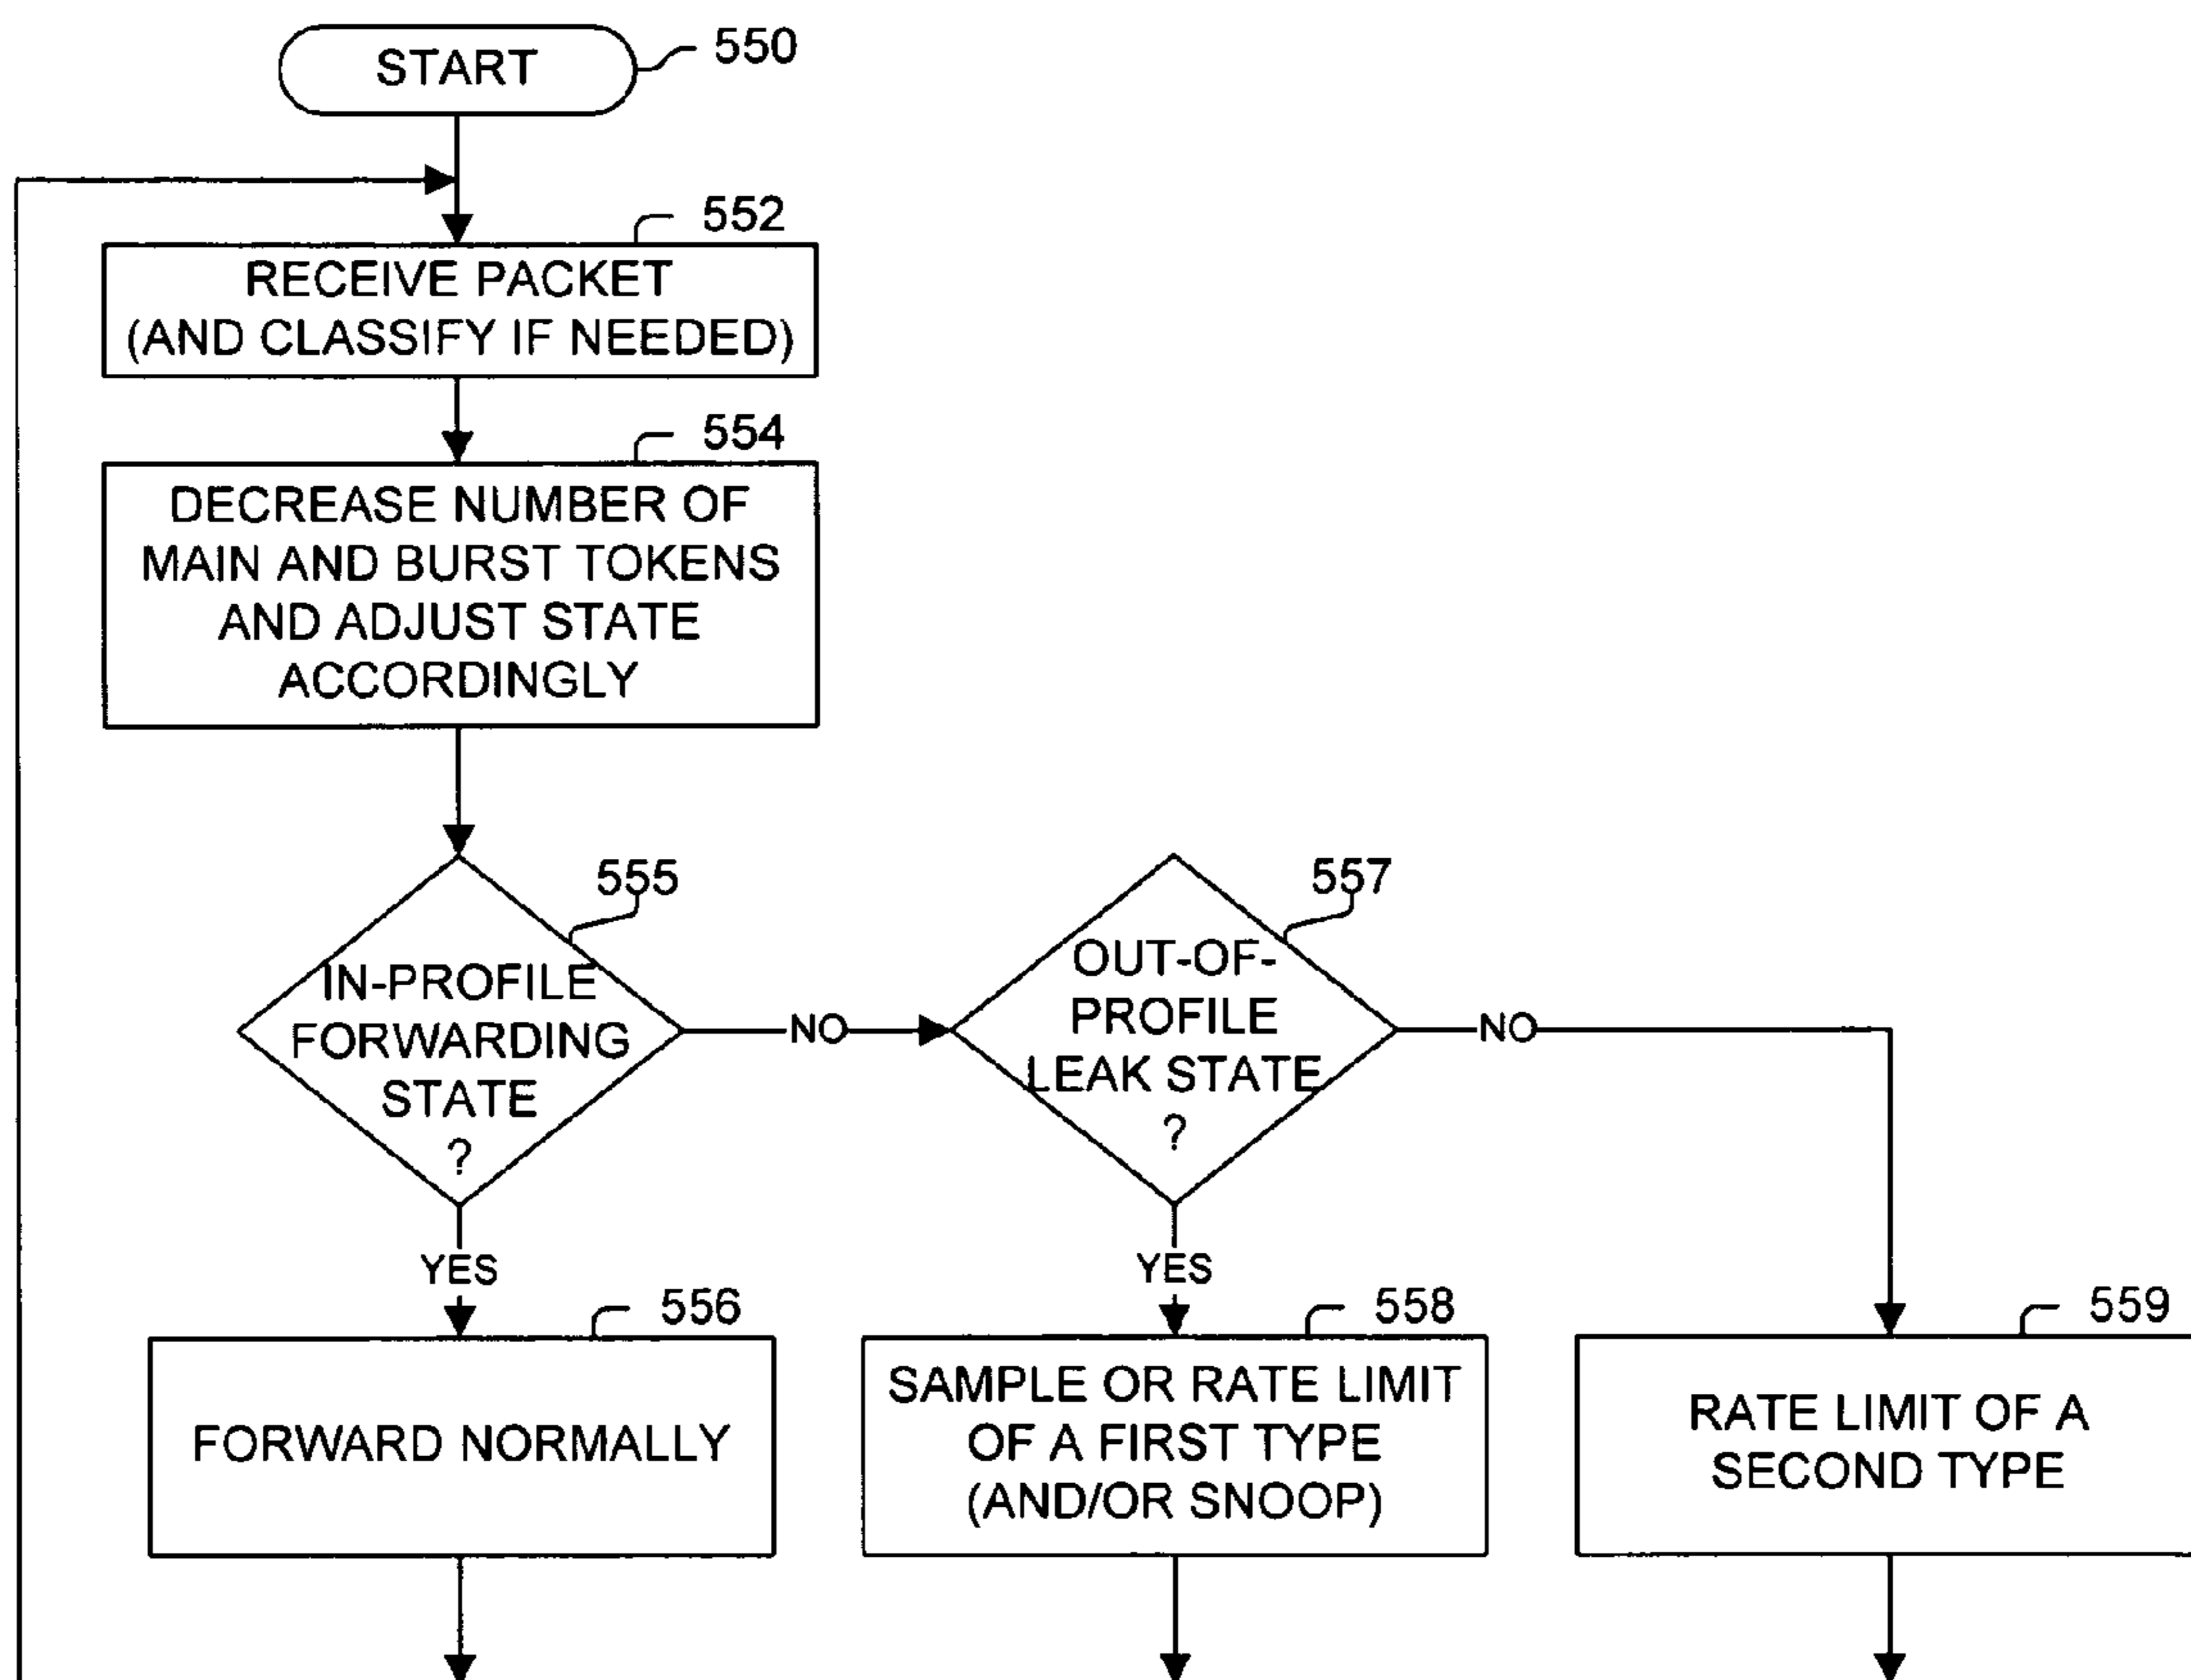 START
550
552
RECEIVE PACKET
(AND CLASSIFY IF NEEDED)
554
DECREASE NUMBER OF
MAIN AND BURST TOKENS
AND ADJUST STATE
ACCORDINGLY
555
IN-PROFILE
FORWARDING
STATE
?
NO
557
OUT-OF-
PROFILE
LEAK STATE
?
NO
YES
YES
556
FORWARD NORMALLY
558
SAMPLE OR RATE LIMIT
OF A FIRST TYPE
(AND/OR SNOOP)
559
RATE LIMIT OF A
SECOND TYPE